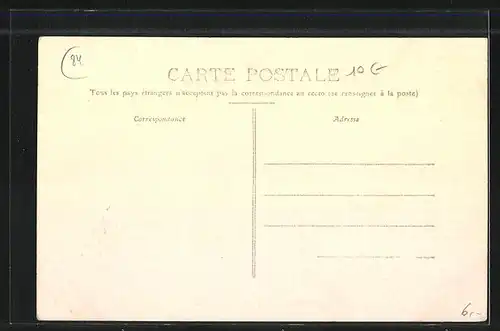 84
CARTE POSTALE 10 €
Tous les pays étrangers n'acceptent pas la correspondance au recto (se renseigner à la poste)
Correspondance Adresse
6,-